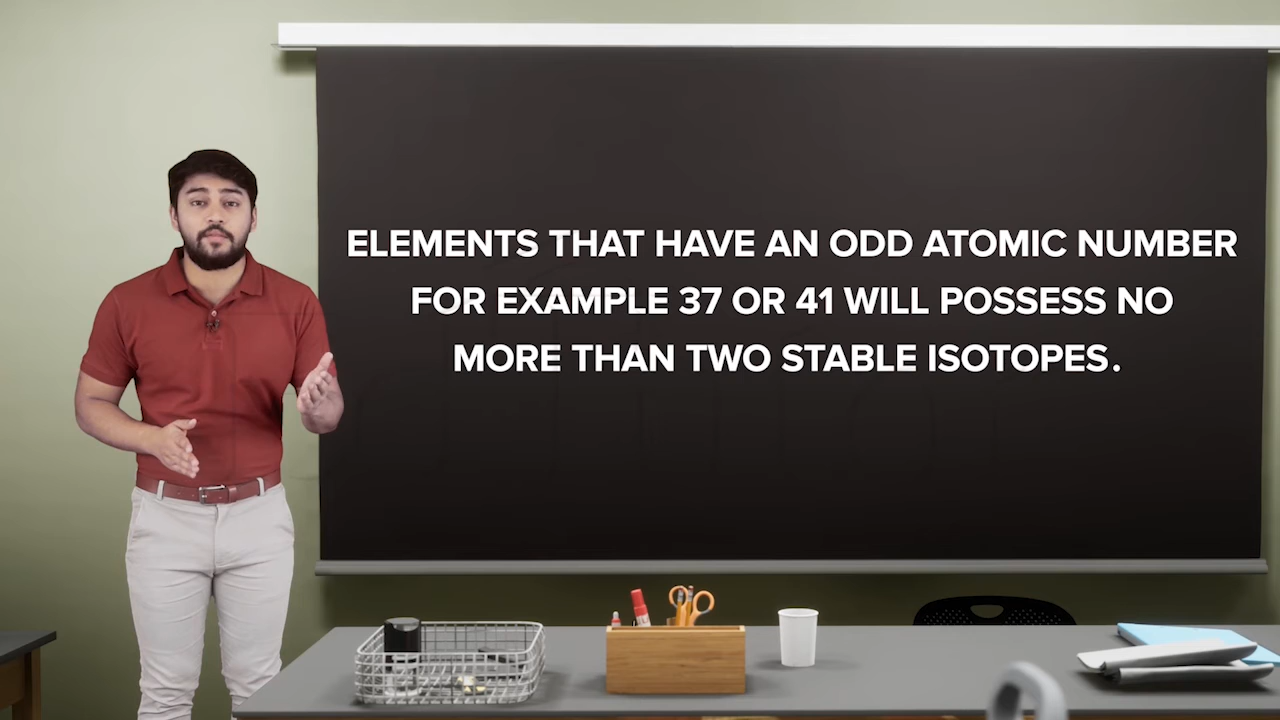 ELEMENTS THAT HAVE AN ODD ATOMIC NUMBER
FOR EXAMPLE 37 OR 41 WILL POSSESS NO
MORE THAN TWO STABLE ISOTOPES.